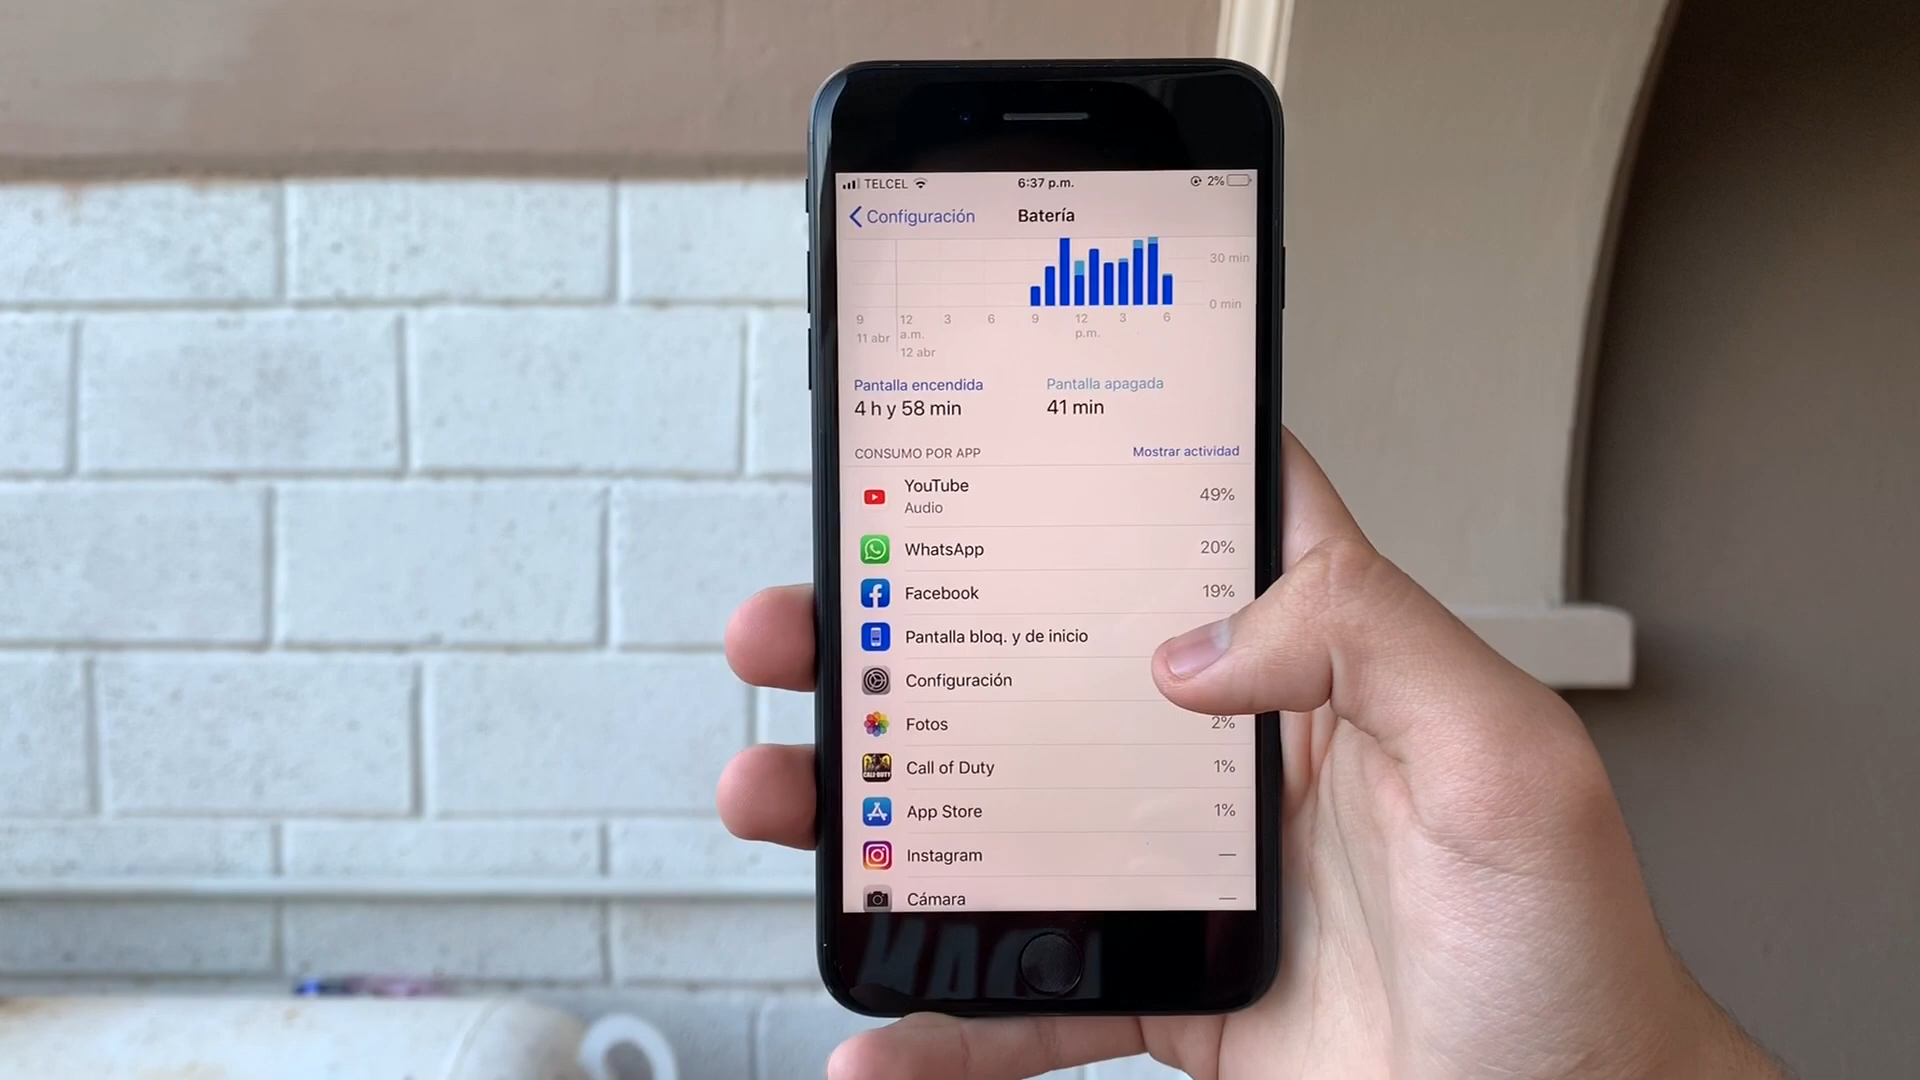 TELCEL 6:37 p.m. 2%
Configuración Batería
30 min
0 min
9 12 3 6 9 12 3 6
a.m. p.m.
11 abr
12 abr
Pantalla encendida Pantalla apagada
4 h y 58 min 41 min
CONSUMO POR APP Mostrar actividad
YouTube 49%
Audio
WhatsApp 20%
Facebook 19%
Pantalla bloq. y de inicio
Configuración
Fotos 2%
Call of Duty 1%
App Store 1%
Instagram —
Cámara —